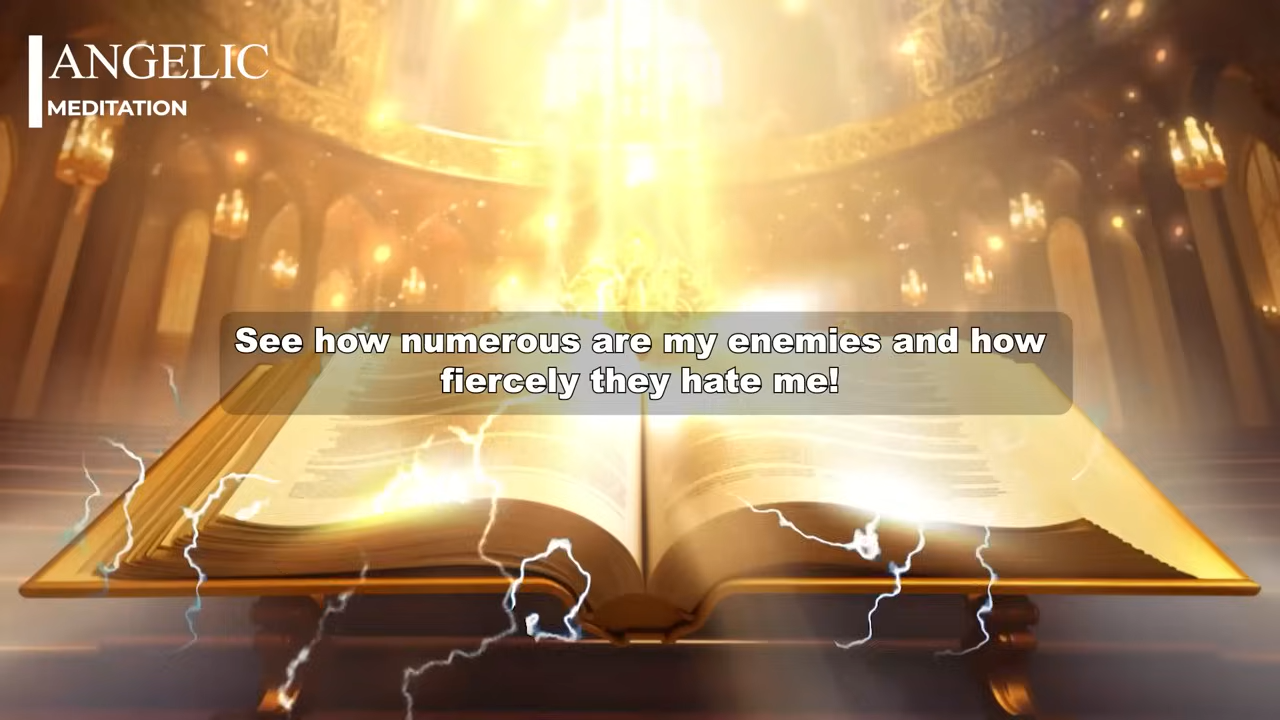 ANGELIC
MEDITATION
See how numerous are my enemies and how
fiercely they hate me!